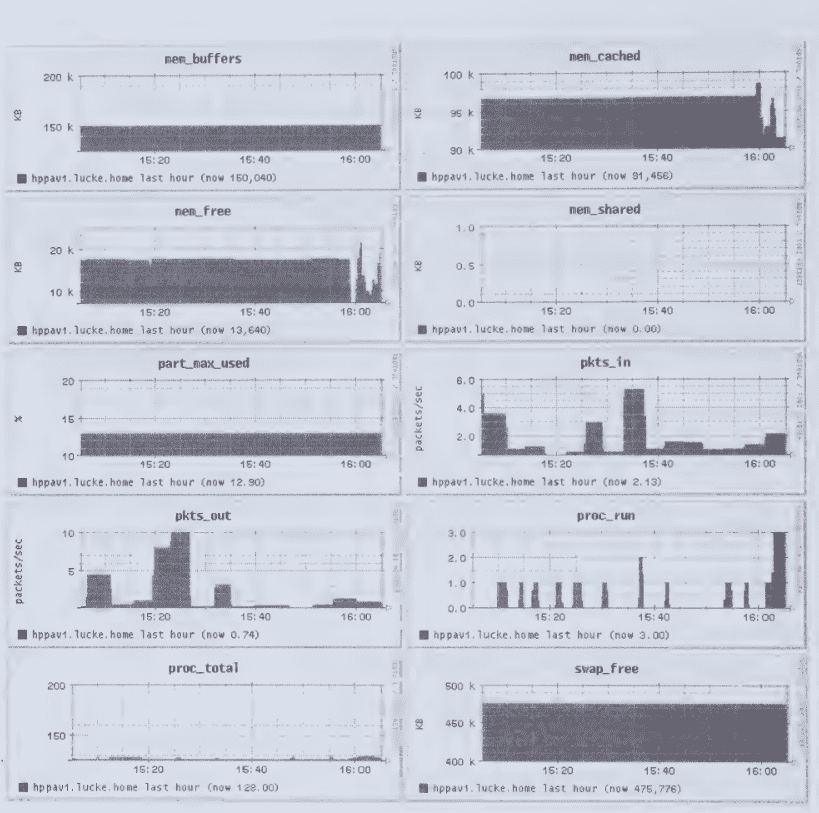 mem_buffers
200 k
150 k
KB
15:20 15:40 16:00
hppav1.lucke.home last hour (now 150,040)
mem_cached
100 k
95 k
90 k
KB
15:20 15:40 16:00
hppav1.lucke.home last hour (now 91,456)
mem_free
20 k
10 k
KB
15:20 15:40 16:00
hppav1.lucke.home last hour (now 13,640)
mem_shared
1.0
0.5
0.0
KB
15:20 15:40 16:00
hppav1.lucke.home last hour (now 0.00)
part_max_used
20
15
10
%
15:20 15:40 16:00
hppav1.lucke.home last hour (now 12.90)
pkts_in
6.0
4.0
2.0
packets/sec
15:20 15:40 16:00
hppav1.lucke.home last hour (now 2.13)
pkts_out
10
5
packets/sec
15:20 15:40 16:00
hppav1.lucke.home last hour (now 0.74)
proc_run
3.0
2.0
1.0
0.0
15:20 15:40 16:00
hppav1.lucke.home last hour (now 3.00)
proc_total
200
150
15:20 15:40 16:00
hppav1.lucke.home last hour (now 128.00)
swap_free
500 k
450 k
400 k
KB
15:20 15:40 16:00
hppav1.lucke.home last hour (now 475,776)